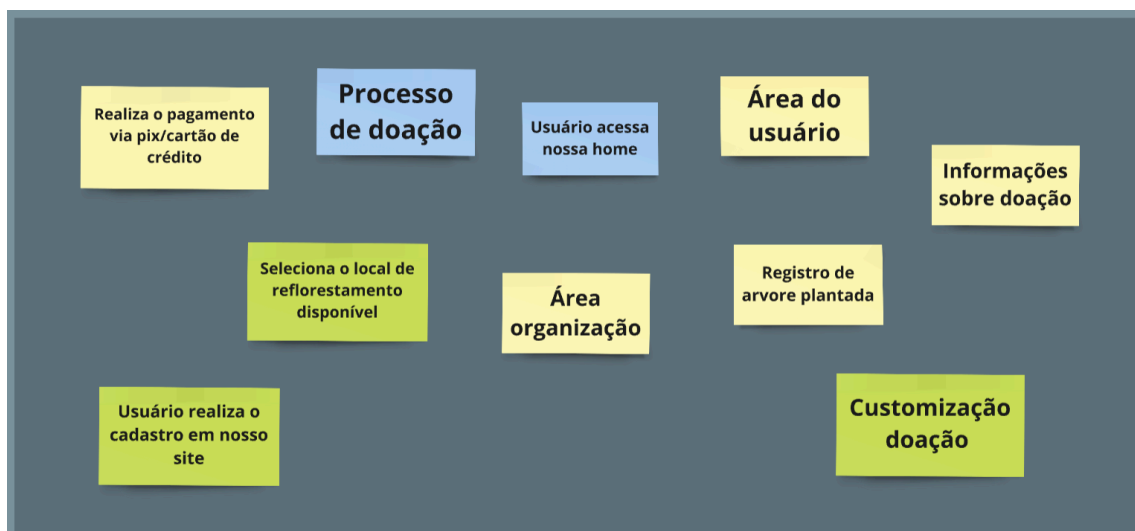 Realiza o pagamento
via pix/cartão de
crédito
Processo
de doação
Usuário acessa
nossa home
Área do
usuário
Informações
sobre doação
Seleciona o local de
reflorestamento
disponível
Área
organização
Registro de
arvore plantada
Usuário realiza o
cadastro em nosso
site
Customização
doação